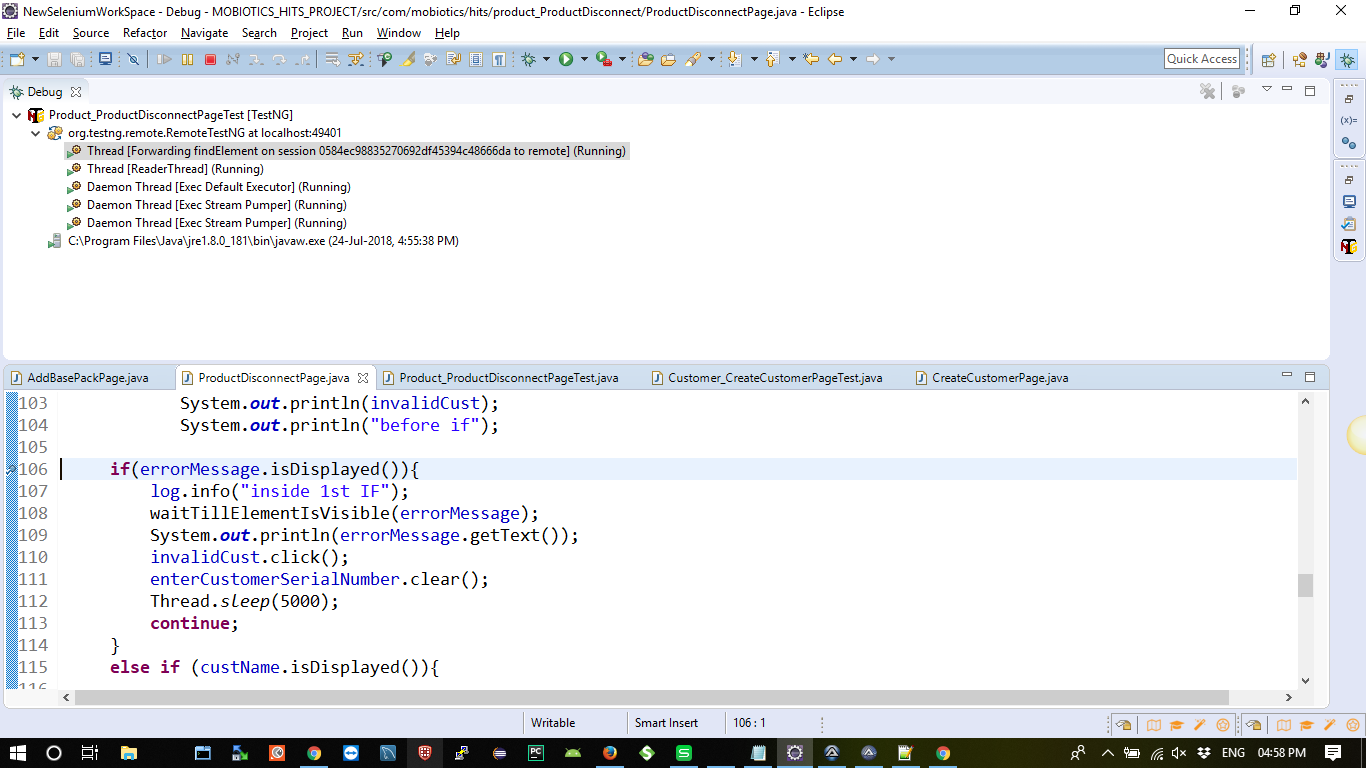 NewSeleniumWorkSpace - Debug - MOBIOTICS_HITS_PROJECT/src/com/mobiotics/hits/product_ProductDisconnect/ProductDisconnectPage.java - Eclipse
File Edit Source Refactor Navigate Search Project Run Window Help
Quick Access
Debug
Product_ProductDisconnectPageTest [TestNG]
org.testng.remote.RemoteTestNG at localhost:49401
Thread [Forwarding findElement on session 0584ec98835270692df45394c48666da to remote] (Running)
Thread [ReaderThread] (Running)
Daemon Thread [Exec Default Executor] (Running)
Daemon Thread [Exec Stream Pumper] (Running)
Daemon Thread [Exec Stream Pumper] (Running)
C:\Program Files\Java\jre1.8.0_181\bin\javaw.exe (24-Jul-2018, 4:55:38 PM)
AddBasePackPage.java ProductDisconnectPage.java Product_ProductDisconnectPageTest.java Customer_CreateCustomerPageTest.java CreateCustomerPage.java
103 System.out.println(invalidCust);
104 System.out.println("before if");
105
106 if(errorMessage.isDisplayed()){
107 log.info("inside 1st IF");
108 waitTillElementIsVisible(errorMessage);
109 System.out.println(errorMessage.getText());
110 invalidCust.click();
111 enterCustomerSerialNumber.clear();
112 Thread.sleep(5000);
113 continue;
114 }
115 else if (custName.isDisplayed()){
116
Writable Smart Insert 106 : 1
ENG 04:58 PM